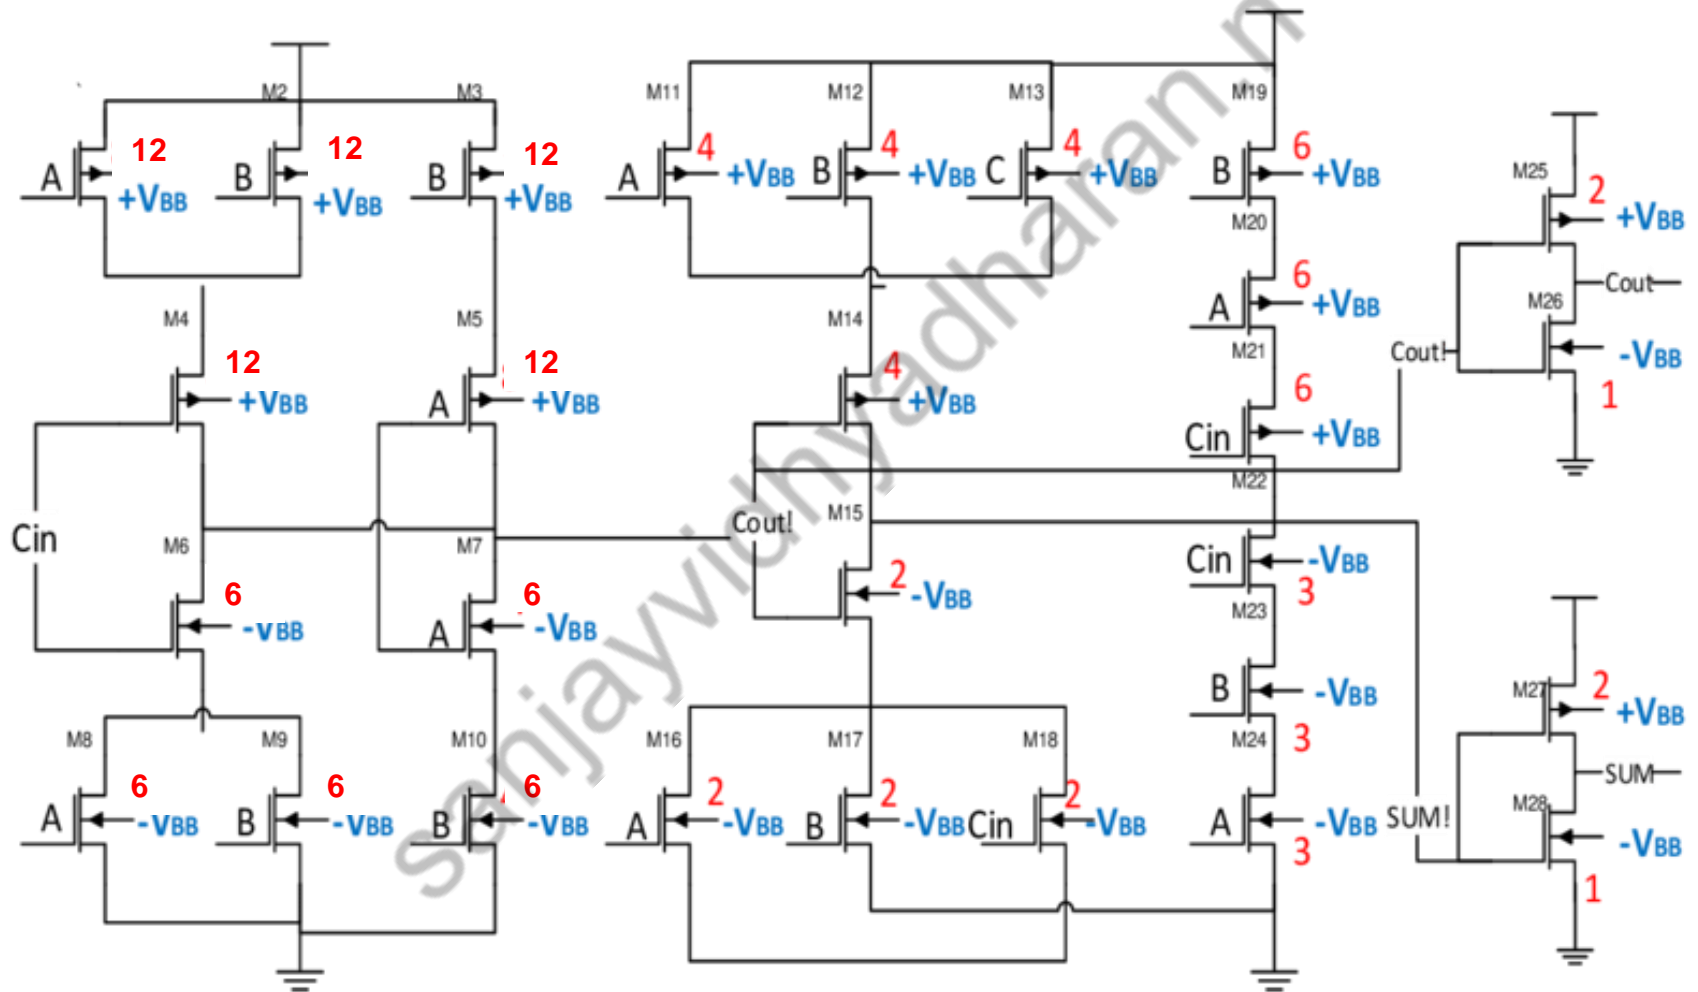 M2
M3
M11
M12
M13
M19
A
12
+VBB
B
12
+VBB
B
12
+VBB
A
4
+VBB
B
4
+VBB
C
4
+VBB
B
6
+VBB
M25
2
+VBB
M20
A
6
+VBB
M4
M5
M14
M21
M26
Cout
Cout!
-VBB
1
12
+VBB
A
12
+VBB
4
+VBB
Cin
6
+VBB
M22
Cin
M6
M7
Cout!
M15
Cin
-VBB
3
6
-VBB
A
6
-VBB
2
-VBB
M23
B
-VBB
3
M27
2
+VBB
M8
M9
M10
M16
M17
M18
M24
SUM
A
6
-VBB
B
6
-VBB
B
6
-VBB
A
2
-VBB
B
2
-VBB
Cin
2
-VBB
A
-VBB
3
SUM!
M28
-VBB
1
sanjayvidhyadharan.n